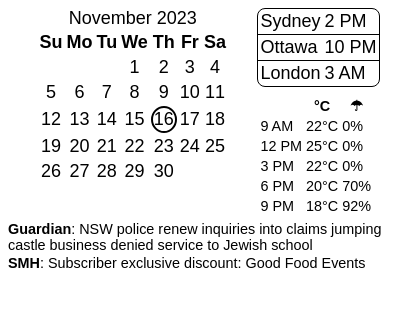 November 2023
Su Mo Tu We Th Fr Sa
1 2 3 4
5 6 7 8 9 10 11
12 13 14 15 16 17 18
19 20 21 22 23 24 25
26 27 28 29 30
Sydney 2 PM
Ottawa 10 PM
London 3 AM
°C ☂
9 AM 22°C 0%
12 PM 25°C 0%
3 PM 22°C 0%
6 PM 20°C 70%
9 PM 18°C 92%
Guardian: NSW police renew inquiries into claims jumping
castle business denied service to Jewish school
SMH: Subscriber exclusive discount: Good Food Events